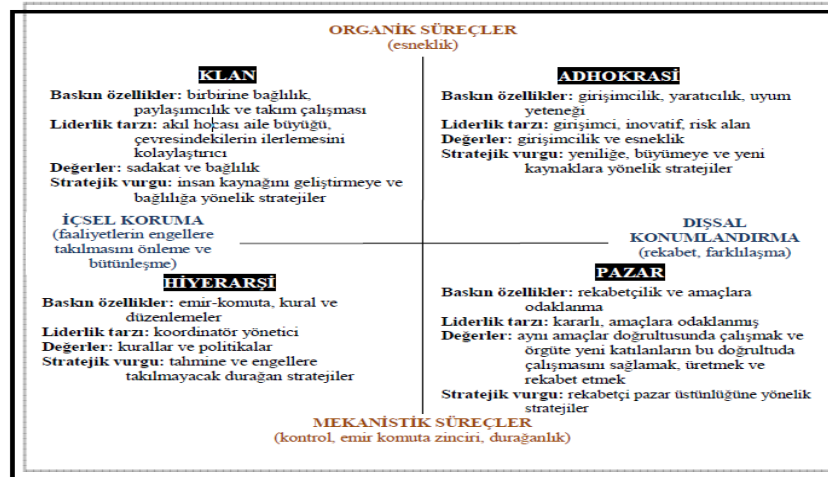 ORGANİK SÜREÇLER
(esneklik)
KLAN
Baskın özellikler: birbirine bağlılık,
paylaşımcılık ve takım çalışması
Liderlik tarzı: akıl hocası aile büyüğü,
çevresindekilerin ilerlemesini
kolaylaştırıcı
Değerler: sadakat ve bağlılık
Stratejik vurgu: insan kaynağını geliştirmeye ve
bağlılığa yönelik stratejiler
ADHOKRASİ
Baskın özellikler: girişimcilik, yaratıcılık, uyum
yeteneği
Liderlik tarzı: girişimci, inovatif, risk alan
Değerler: girişimcilik ve esneklik
Stratejik vurgu: yeniliğe, büyümeye ve yeni
kaynaklara yönelik stratejiler
İÇSEL KORUMA
(faaliyetlerin engellere
takılmasını önleme ve
bütünleşme)
DIŞSAL
KONUMLANDIRMA
(rekabet, farklılaşma)
HİYERARŞİ
Baskın özellikler: emir-komuta, kural ve
düzenlemeler
Liderlik tarzı: koordinatör yönetici
Değerler: kurallar ve politikalar
Stratejik vurgu: tahmine ve engellere
takılmayacak durağan stratejiler
PAZAR
Baskın özellikler: rekabetçilik ve amaçlara
odaklanma
Liderlik tarzı: kararlı, amaçlara odaklanmış
Değerler: aynı amaçlar doğrultusunda çalışmak ve
örgüte yeni katılanların bu doğrultuda
çalışmasını sağlamak, üretmek ve
rekabet etmek
Stratejik vurgu: rekabetçi pazar üstünlüğüne yönelik
stratejiler
MEKANİSTİK SÜREÇLER
(kontrol, emir komuta zinciri, durağanlık)